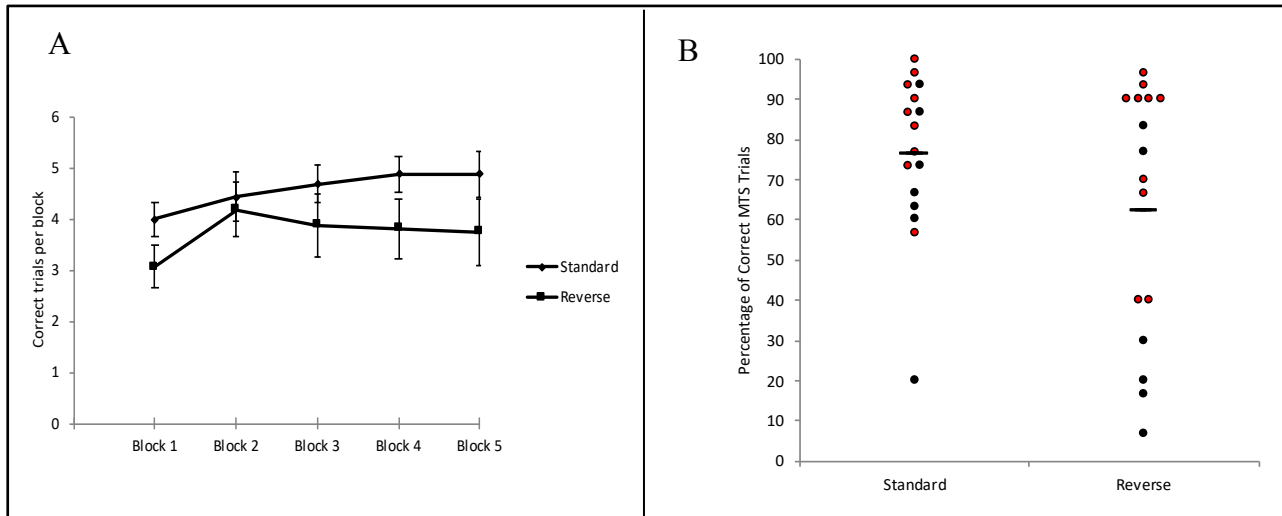 A
Correct trials per block
6
5
4
3
2
1
0
Block 1
Block 2
Block 3
Block 4
Block 5
Standard
Reverse
B
Percentage of Correct MTS Trials
100
90
80
70
60
50
40
30
20
10
0
Standard
Reverse